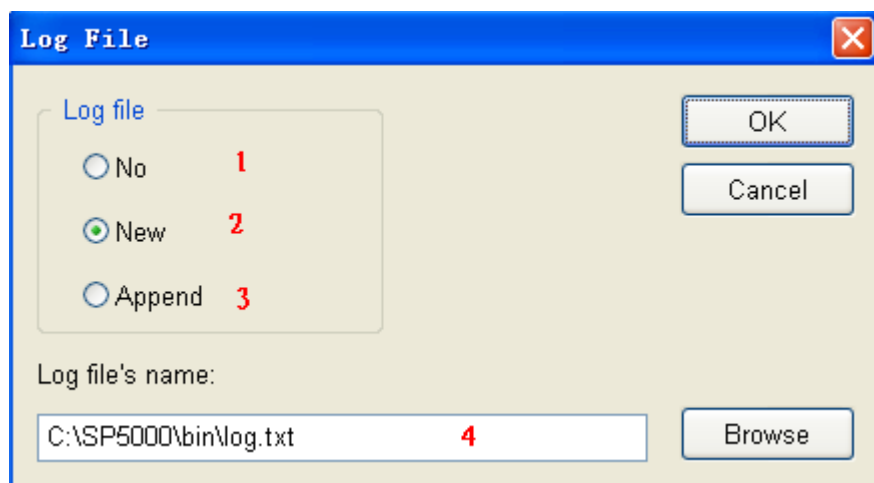 Log File
Log file
No 1
New 2
Append 3
OK
Cancel
Log file's name:
C:\SP5000\bin\log.txt 4
Browse